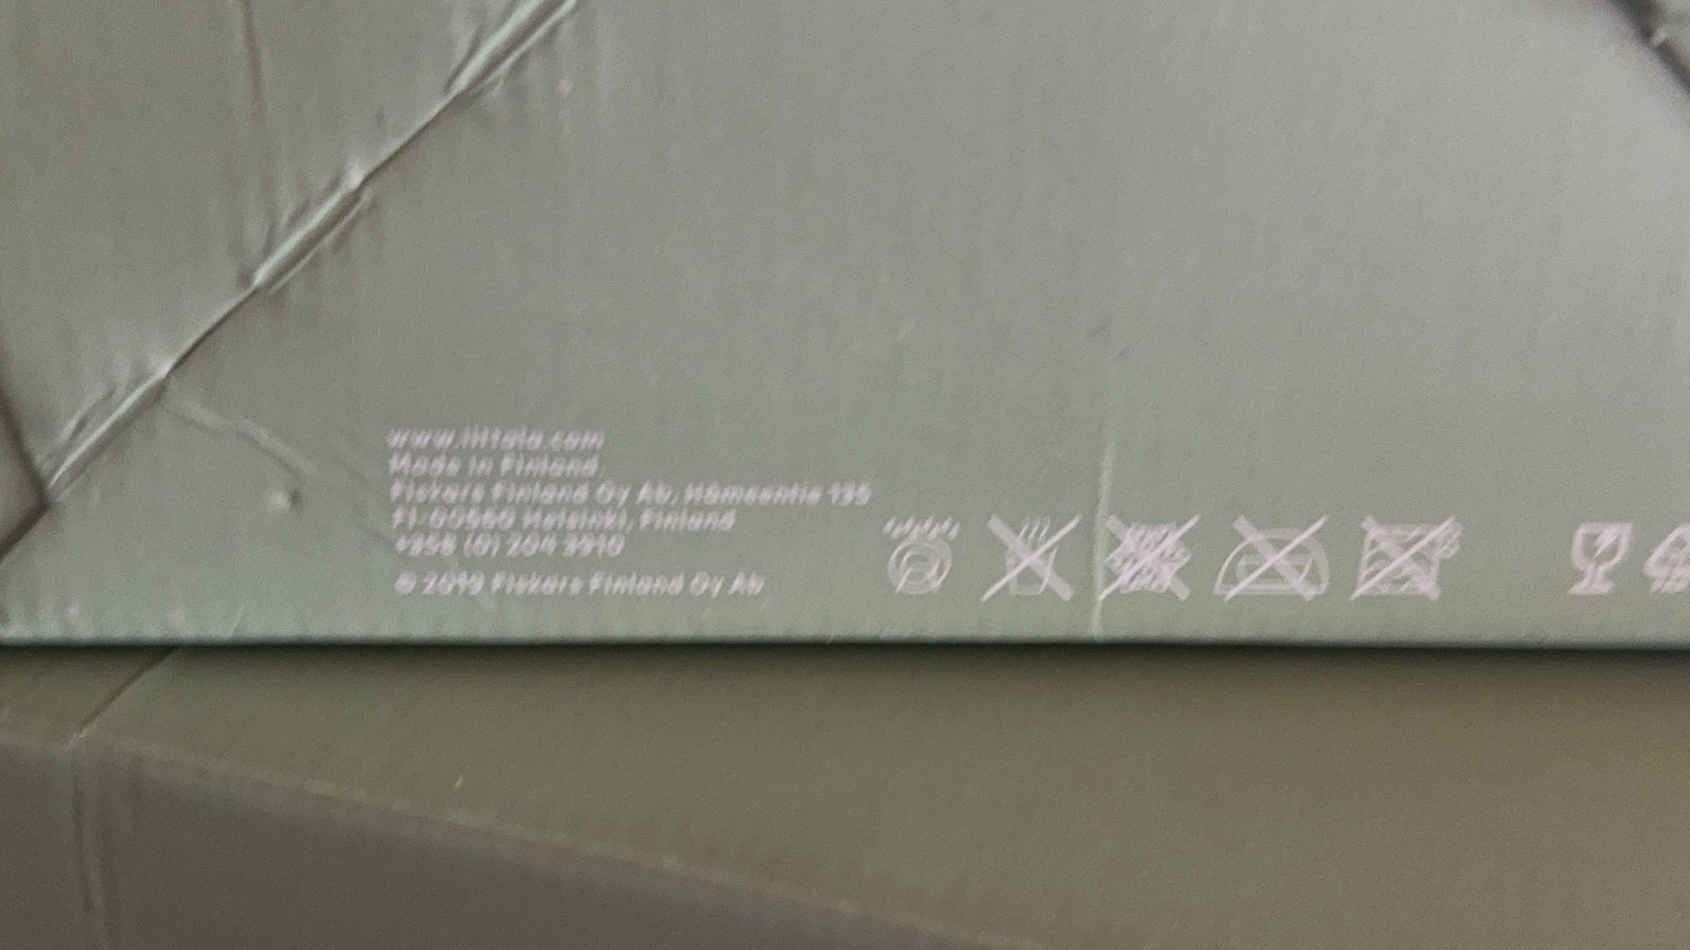 www.iittala.com
Made in Finland
Fiskars Finland Oy Ab, Hämeentie 135
FI-00560 Helsinki, Finland
+358 (0) 204 3910
© 2019 Fiskars Finland Oy Ab